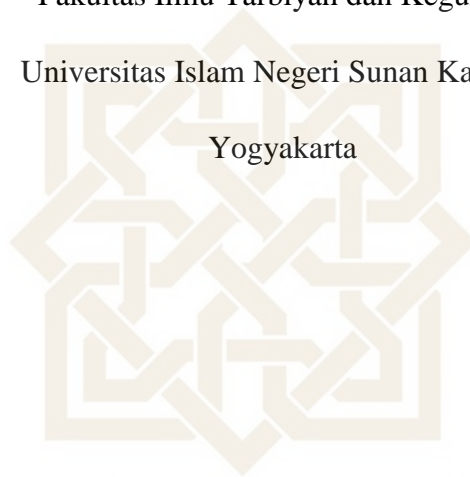 Fakultas Ilmu Tarbiyah dan Kegu
Universitas Islam Negeri Sunan Ka
Yogyakarta